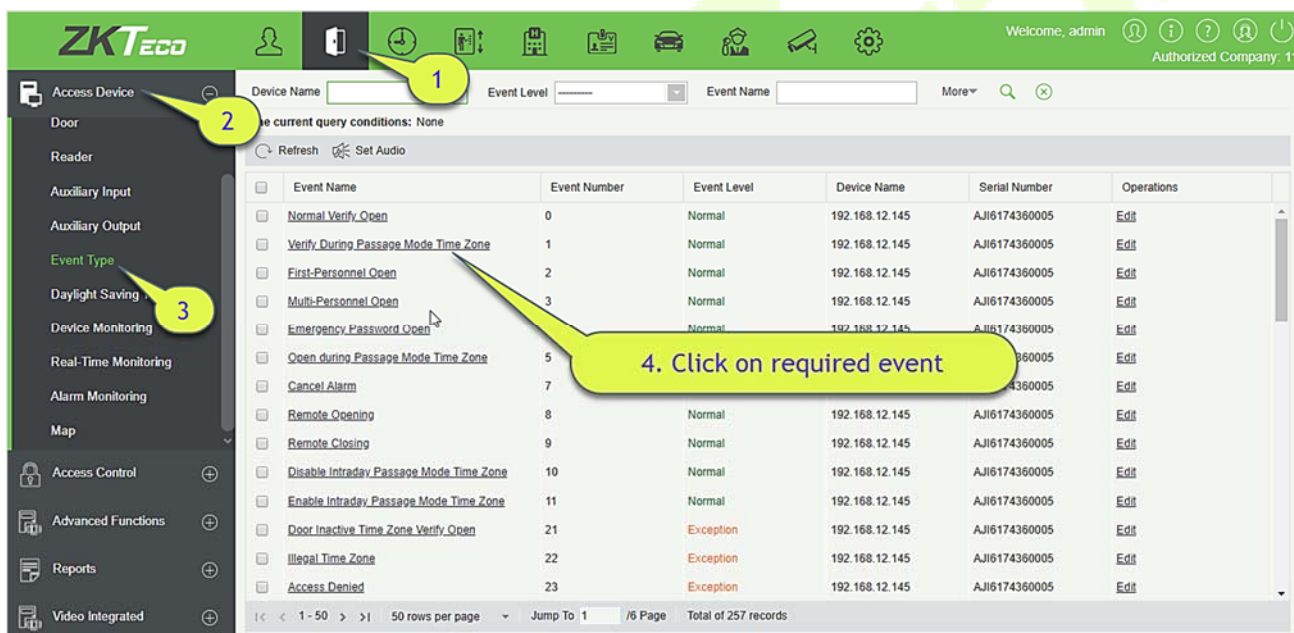 ZKTeco
Welcome, admin
Authorized Company: 1
1
Access Device
2
Device Name
Event Level ---------
Event Name
More
The current query conditions: None
Door
Reader
Auxiliary Input
Auxiliary Output
Event Type
3
Daylight Saving
Device Monitoring
Real-Time Monitoring
Alarm Monitoring
Map
Access Control
Advanced Functions
Reports
Video Integrated
Refresh Set Audio
Event Name Event Number Event Level Device Name Serial Number Operations
Normal Verify Open 0 Normal 192.168.12.145 AJI6174360005 Edit
Verify During Passage Mode Time Zone 1 Normal 192.168.12.145 AJI6174360005 Edit
First-Personnel Open 2 Normal 192.168.12.145 AJI6174360005 Edit
Multi-Personnel Open 3 Normal 192.168.12.145 AJI6174360005 Edit
Emergency Password Open Normal 192.168.12.145 AJI6174360005 Edit
Open during Passage Mode Time Zone 5 60005 Edit
4. Click on required event
Cancel Alarm 7 4360005 Edit
Remote Opening 8 Normal 192.168.12.145 AJI6174360005 Edit
Remote Closing 9 Normal 192.168.12.145 AJI6174360005 Edit
Disable Intraday Passage Mode Time Zone 10 Normal 192.168.12.145 AJI6174360005 Edit
Enable Intraday Passage Mode Time Zone 11 Normal 192.168.12.145 AJI6174360005 Edit
Door Inactive Time Zone Verify Open 21 Exception 192.168.12.145 AJI6174360005 Edit
Illegal Time Zone 22 Exception 192.168.12.145 AJI6174360005 Edit
Access Denied 23 Exception 192.168.12.145 AJI6174360005 Edit
|< < 1 - 50 > >| 50 rows per page Jump To 1 /6 Page Total of 257 records